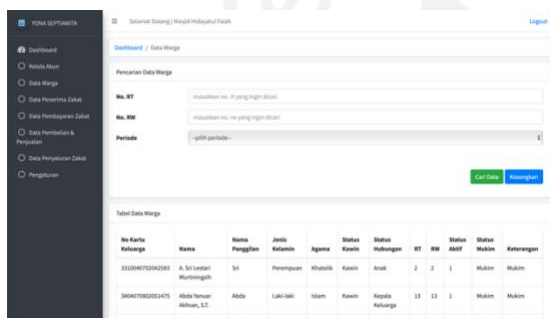 YONA SEPTIANITA
Selamat Datang | Masjid Hidayatul Falah
Logout
Dashboard
Kelola Akun
Data Warga
Data Penerima Zakat
Data Pembayaran Zakat
Data Pembelian &
Penjualan
Data Penyaluran Zakat
Pengaturan
Dashboard / Data Warga
Pencarian Data Warga
No. RT
masukkan no. rt yang ingin dicari
No. RW
masukkan no. rw yang ingin dicari
Periode
--pilih periode--
Cari Data
Kosongkan
Tabel Data Warga
No Kartu Keluarga Nama Nama Panggilan Jenis Kelamin Agama Status Kawin Status Hubungan RT RW Status Aktif Status Mukim Keterangan
3310040702042583 A. Sri Lestari Murtiningsih Sri Perempuan Khatolik Kawin Anak 2 2 1 Mukim Mukim
3404070802051475 Abda Yanuar Akhsan, S.T. Abda Laki-laki Islam Kawin Kepala Keluarga 13 13 1 Mukim Mukim